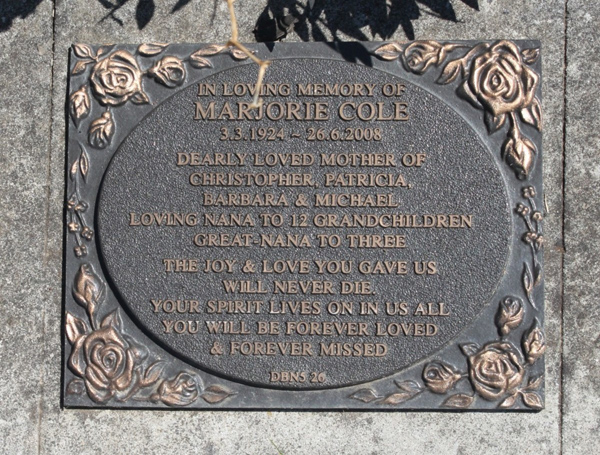 IN LOVING MEMORY OF
MARJORIE COLE
3.3.1924 ~ 26.6.2008
DEARLY LOVED MOTHER OF
CHRISTOPHER, PATRICIA,
BARBARA & MICHAEL
LOVING NANA TO 12 GRANDCHILDREN
GREAT-NANA TO THREE
THE JOY & LOVE YOU GAVE US
WILL NEVER DIE.
YOUR SPIRIT LIVES ON IN US ALL
YOU WILL BE FOREVER LOVED
& FOREVER MISSED
DBNS 26